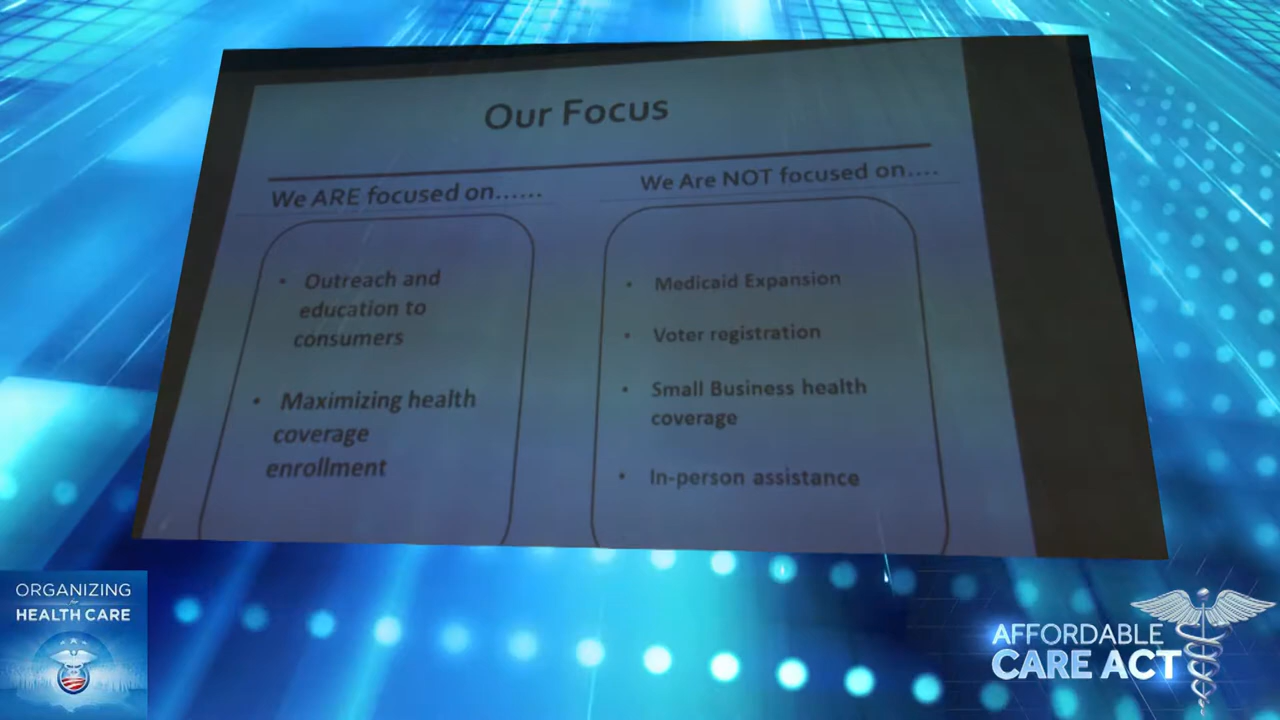 Our Focus
We ARE focused on......
• Outreach and
education to
consumers
• Maximizing health
coverage
enrollment
We Are NOT focused on....
• Medicaid Expansion
• Voter registration
• Small Business health
coverage
• In-person assistance
ORGANIZING
for
HEALTH CARE
AFFORDABLE
CARE ACT